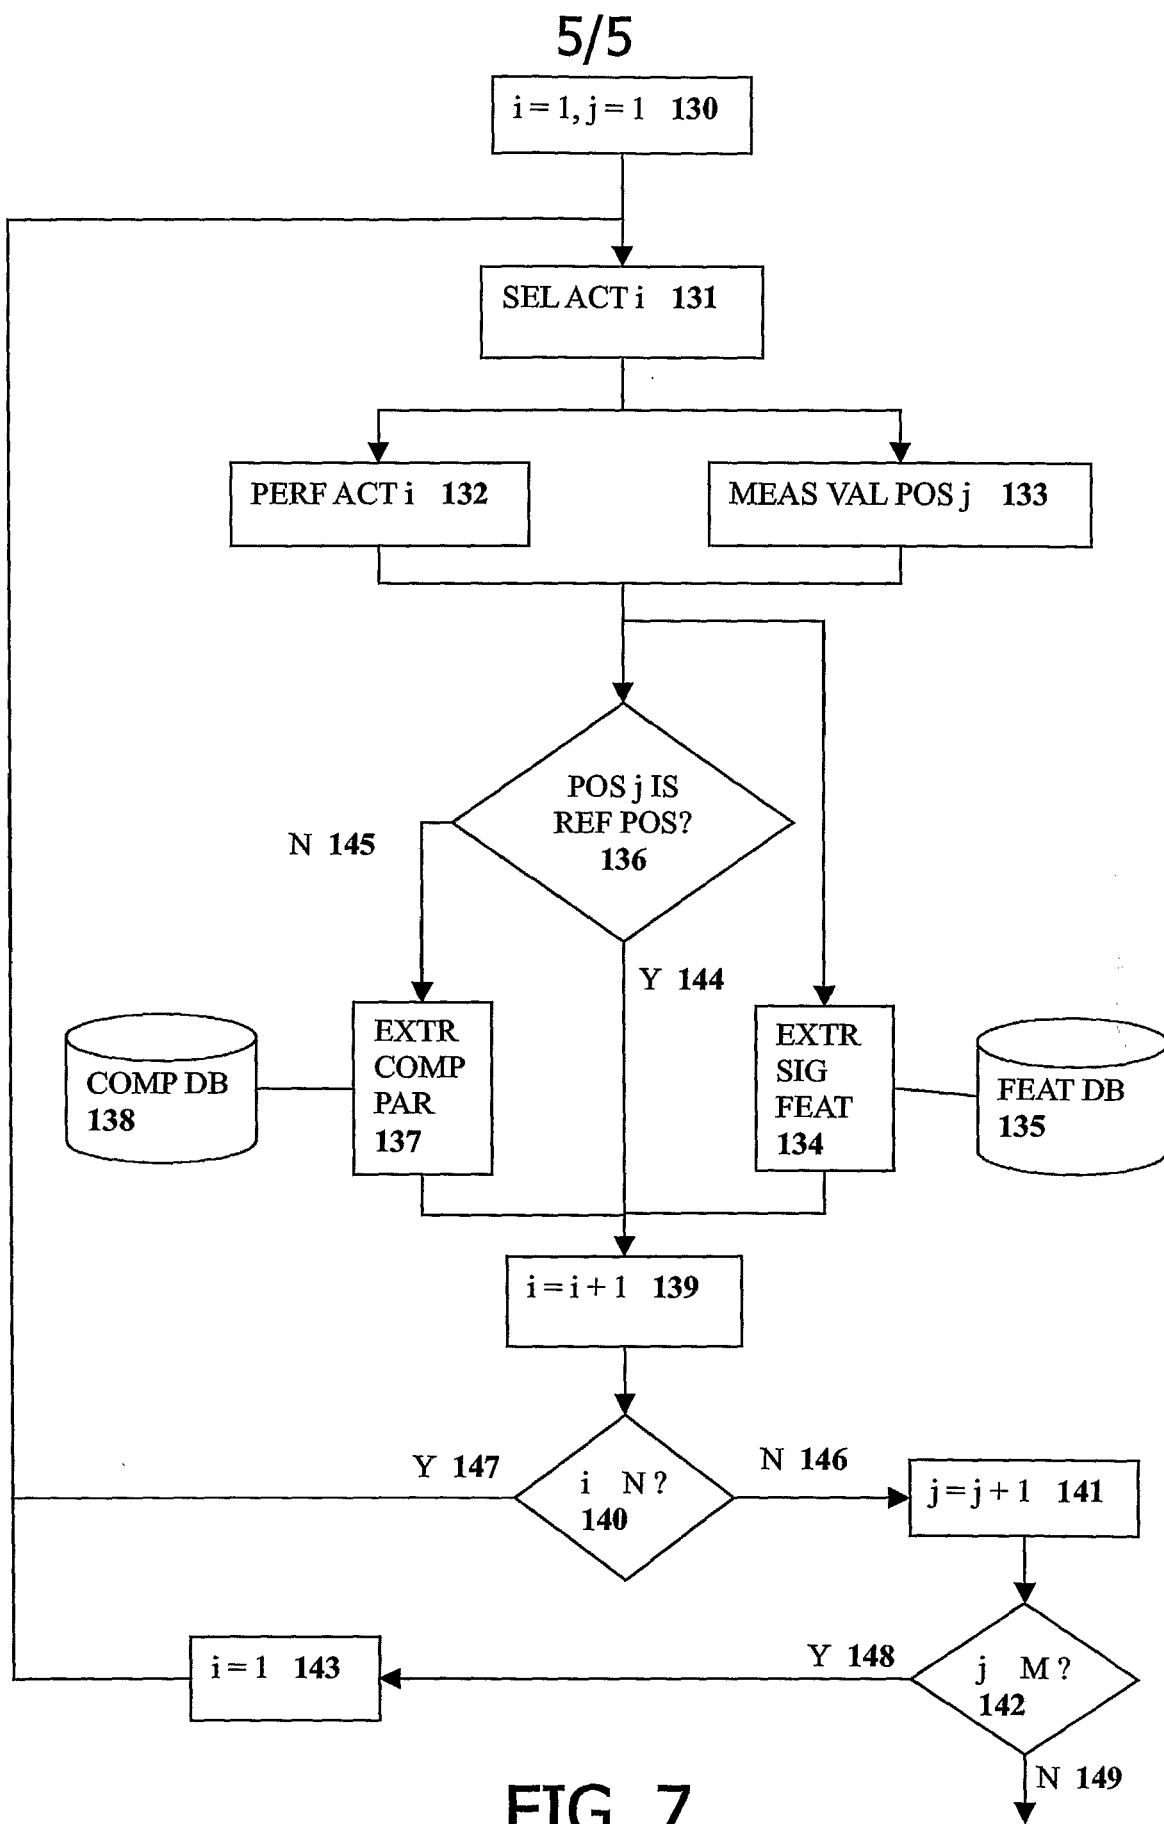 5/5
i = 1, j = 1 130
SEL ACT i 131
PERF ACT i 132
MEAS VAL POS j 133
POS j IS
REF POS?
136
N 145
Y 144
EXTR
COMP
PAR
137
COMP DB
138
EXTR
SIG
FEAT
134
FEAT DB
135
i = i + 1 139
Y 147
i N ?
140
N 146
j = j + 1 141
i = 1 143
Y 148
j M ?
142
N 149
FIG. 7